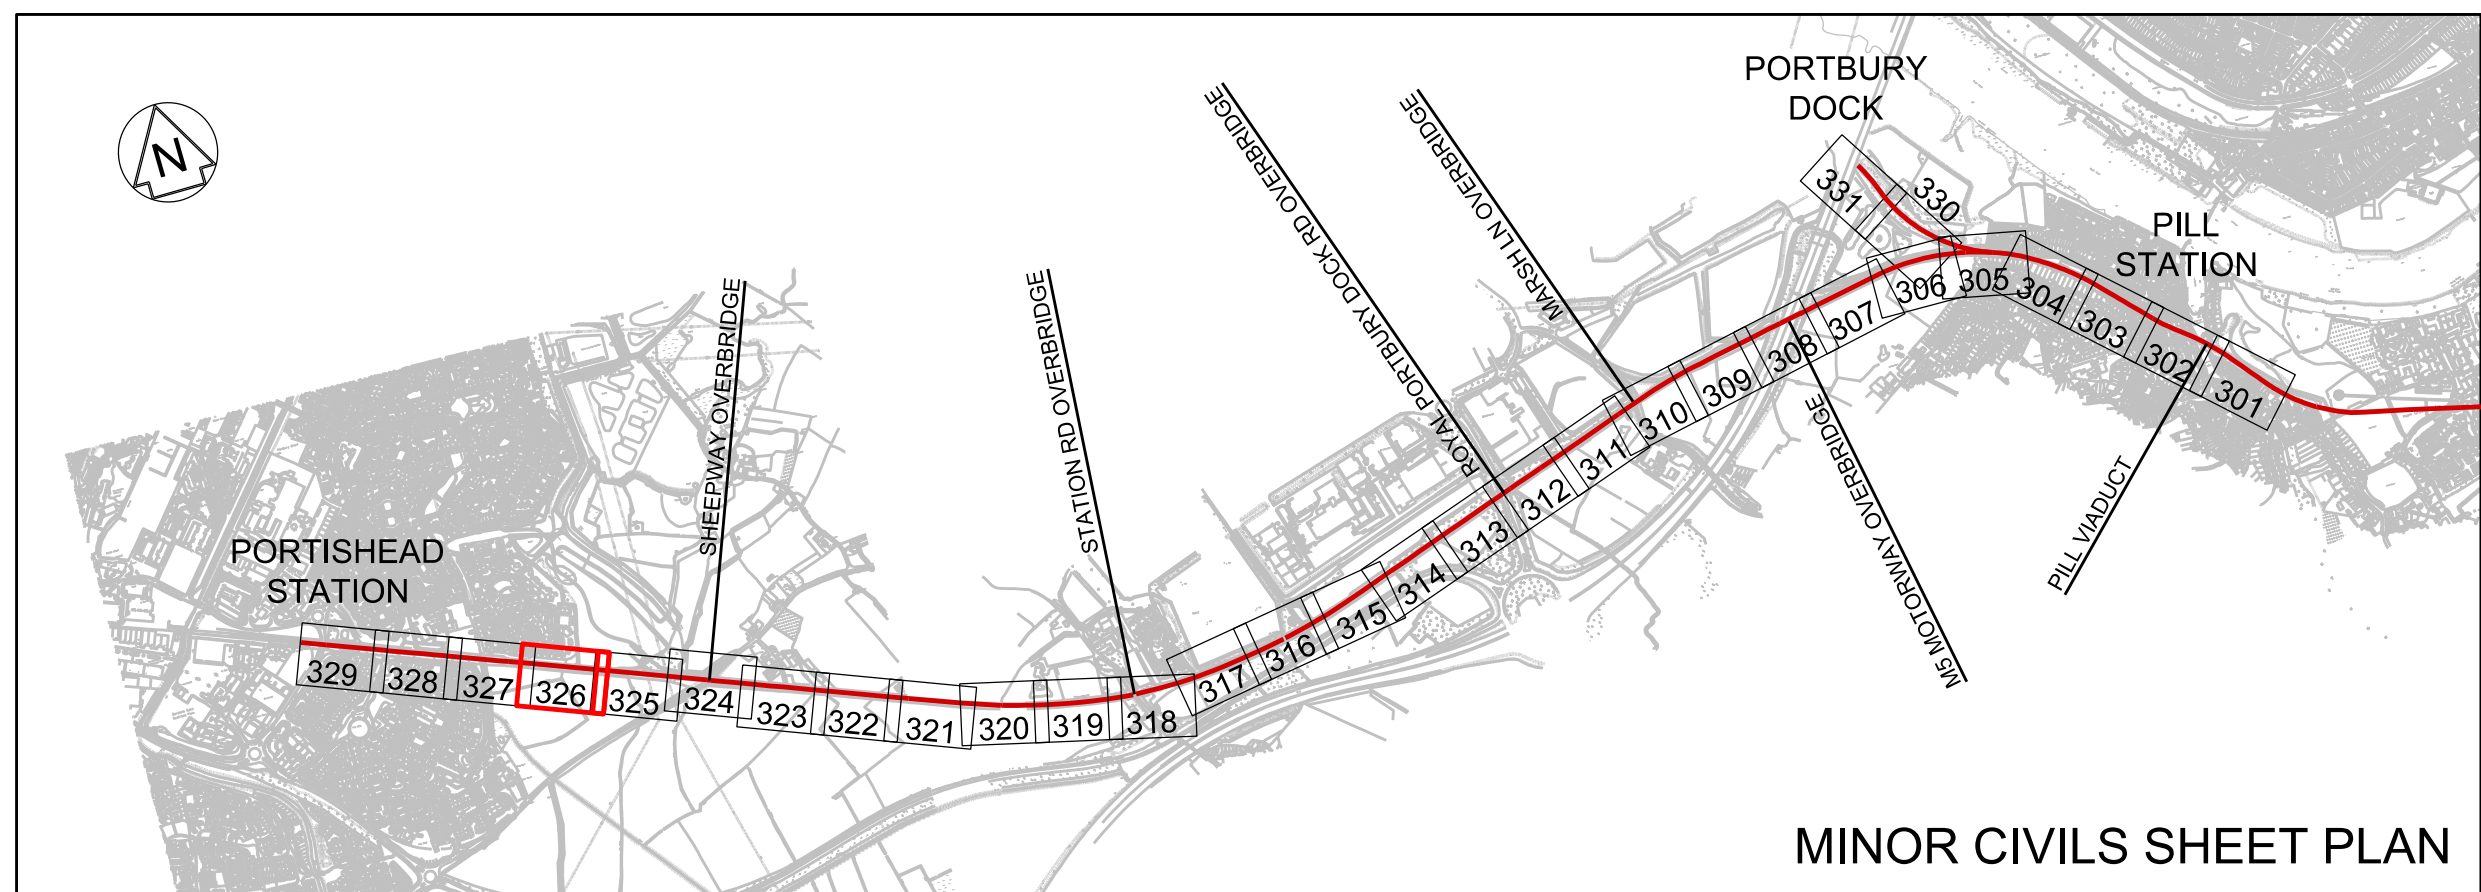 N
PORTBURY
DOCK
PILL
STATION
PORTISHEAD
STATION
SHEEPWAY OVERBRIDGE
STATION RD OVERBRIDGE
ROYAL PORTBURY DOCK RD OVERBRIDGE
MARSH LN OVERBRIDGE
M5 MOTORWAY OVERBRIDGE
PILL VIADUCT
329
328
327
326
325
324
323
322
321
320
319
318
317
316
315
314
313
312
311
310
309
308
307
306
305
304
303
302
301
331
330
MINOR CIVILS SHEET PLAN